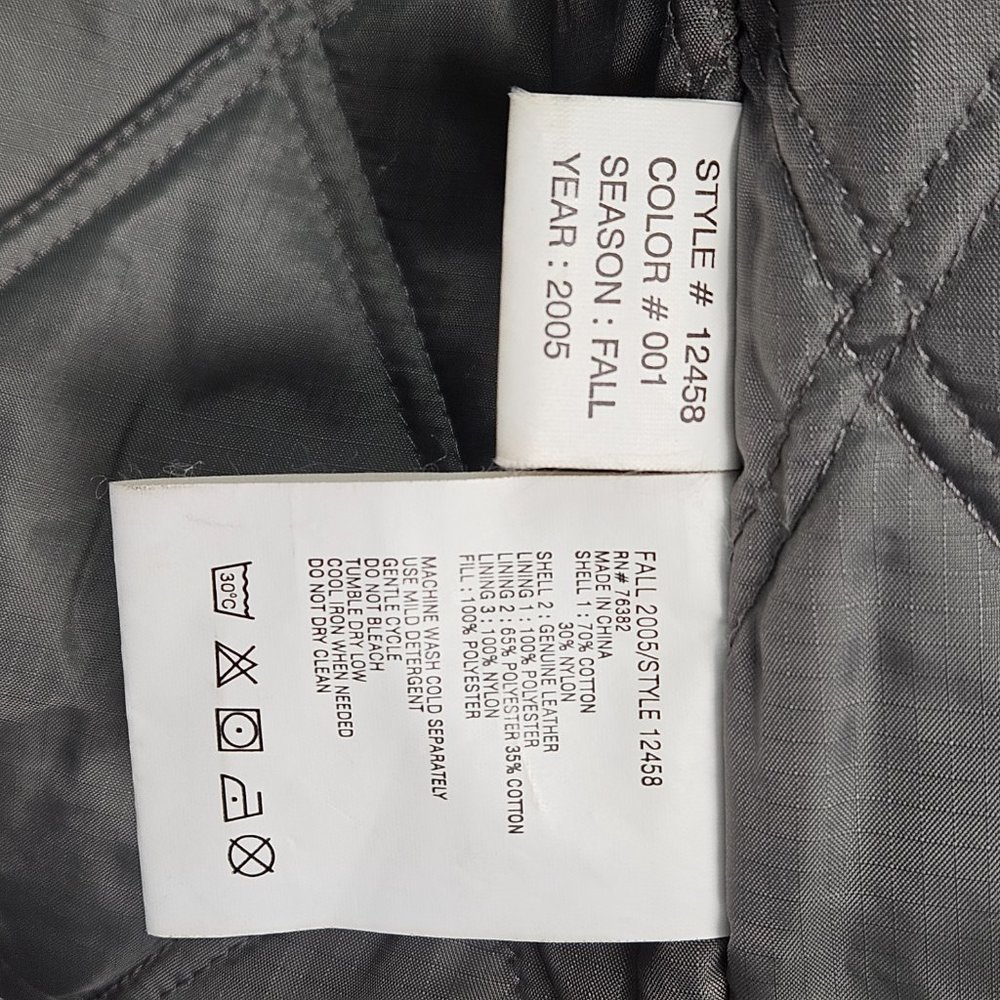 STYLE # 12458
COLOR # 001
SEASON : FALL
YEAR : 2005
FALL 2005/STYLE 12458
RN# 76382
MADE IN CHINA
SHELL 1 : 70% COTTON
30% NYLON
SHELL 2 : GENUINE LEATHER
LINING 1 : 100% POLYESTER
LINING 2 : 65% POLYESTER 35% COTTON
LINING 3 : 100% NYLON
FILL : 100% POLYESTER
MACHINE WASH COLD SEPARATELY
USE MILD DETERGENT
GENTLE CYCLE
DO NOT BLEACH
TUMBLE DRY LOW
COOL IRON WHEN NEEDED
DO NOT DRY CLEAN
30°C